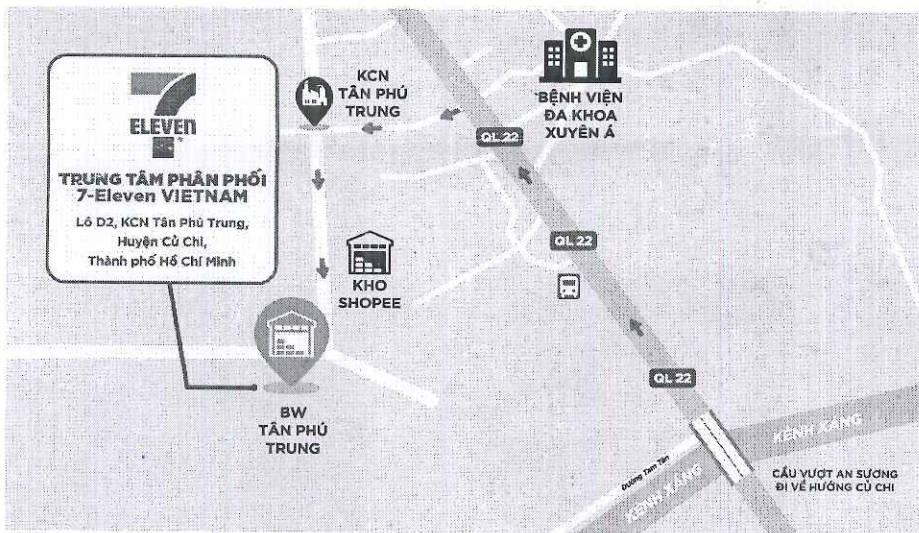 7
ELEVEN
TRUNG TÂM PHÂN PHỐI
7-Eleven VIETNAM
Lô D2, KCN Tân Phú Trung,
Huyện Củ Chi,
Thành phố Hồ Chí Minh
KCN
TÂN PHÚ
TRUNG
BỆNH VIỆN
ĐA KHOA
XUYÊN Á
QL 22
QL 22
KHO
SHOPEE
QL 22
BW
TÂN PHÚ
TRUNG
KÊNH XÁNG
Đường Tam Tân
KÊNH XÁNG
CẦU VƯỢT AN SƯƠNG
ĐI VỀ HƯỚNG CỦ CHI